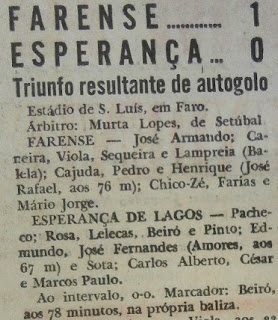 FARENSE............ 1
ESPERANÇA... 0
Triunfo resultante de autogolo
Estádio de S. Luís, em Faro.
Árbitro: Murta Lopes, de Setúbal
FARENSE — José Armando; Ca-
neira, Viola, Sequeira e Lampreia (Ba-
lela); Cajuda, Pedro e Henrique (José
Rafael, aos 76 m); Chico-Zé, Farias e
Mário Jorge.
ESPERANÇA DE LAGOS — Pache-
co; Rosa, Lelecas, Beiró e Pinto; Ed-
mundo, José Fernandes (Amores, aos
67 m) e Sota; Carlos Alberto, César
e Marcos Paulo.
Ao intervalo, 0-0. Marcador: Beiró,
aos 78 minutos, na própria baliza.